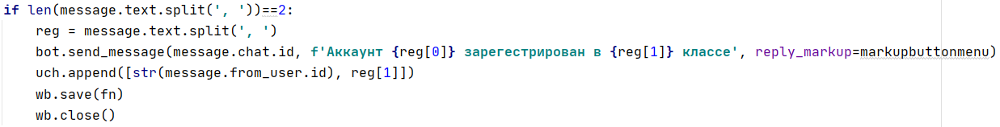 if len(message.text.split(', '))==2:
    reg = message.text.split(', ')
    bot.send_message(message.chat.id, f'Аккаунт {reg[0]} зарегестрирован в {reg[1]} классе', reply_markup=markupbuttonmenu)
    uch.append([str(message.from_user.id), reg[1]])
    wb.save(fn)
    wb.close()